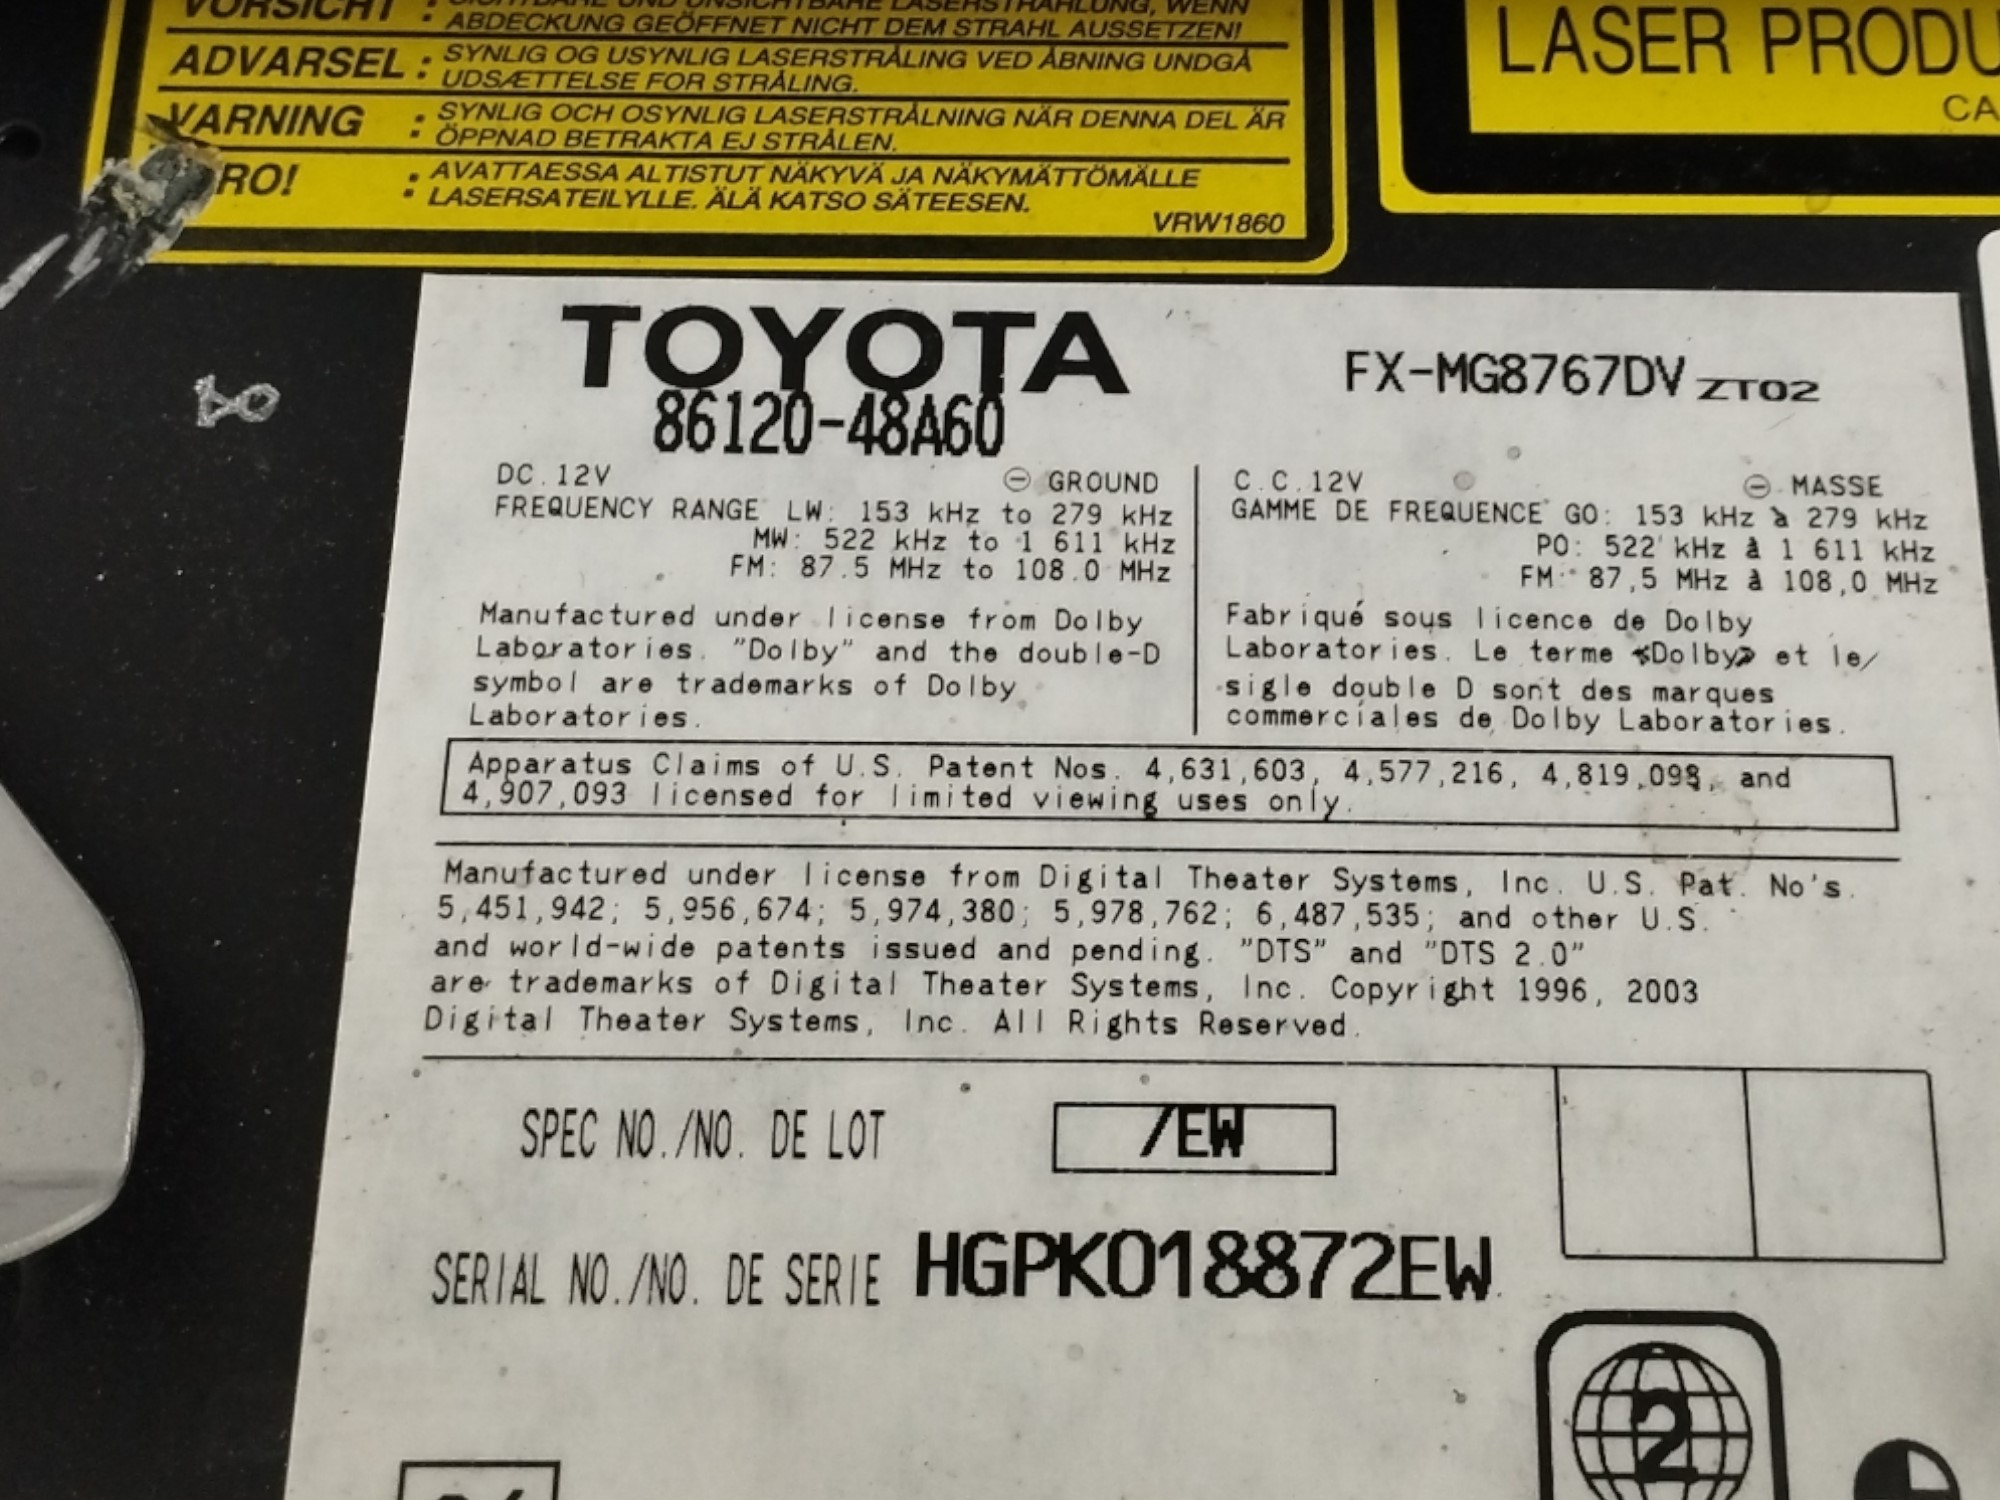 VORSICHT : SICHTBARE UND UNSICHTBARE LASERSTRAHLUNG, WENN
ABDECKUNG GEÖFFNET NICHT DEM STRAHL AUSSETZEN!
ADVARSEL : SYNLIG OG USYNLIG LASERSTRÅLING VED ÅBNING UNDGÅ
UDSÆTTELSE FOR STRÅLING.
VARNING : SYNLIG OCH OSYNLIG LASERSTRÅLNING NÄR DENNA DEL ÄR
ÖPPNAD BETRAKTA EJ STRÅLEN.
RO! : AVATTAESSA ALTISTUT NÄKYVÄ JA NÄKYMÄTTÖMÄLLE
LASERSATEILYLLE. ÄLÄ KATSO SÄTEESEN.
VRW1860
LASER PRODU
CA
TOYOTA
86120-48A60
FX-MG8767DV ZT02
DC.12V ⊖ GROUND
FREQUENCY RANGE LW: 153 kHz to 279 kHz
MW: 522 kHz to 1 611 kHz
FM: 87.5 MHz to 108.0 MHz
Manufactured under license from Dolby
Laboratories. "Dolby" and the double-D
symbol are trademarks of Dolby
Laboratories.
C.C.12V ⊖ MASSE
GAMME DE FREQUENCE GO: 153 kHz à 279 kHz
PO: 522 kHz à 1 611 kHz
FM: 87,5 MHz à 108,0 MHz
Fabriqué sous licence de Dolby
Laboratories. Le terme «Dolby» et le
sigle double D sont des marques
commerciales de Dolby Laboratories.
Apparatus Claims of U.S. Patent Nos. 4,631,603, 4,577,216, 4,819,098, and
4,907,093 licensed for limited viewing uses only.
Manufactured under license from Digital Theater Systems, Inc. U.S. Pat. No's.
5,451,942; 5,956,674; 5,974,380; 5,978,762; 6,487,535; and other U.S.
and world-wide patents issued and pending. "DTS" and "DTS 2.0"
are trademarks of Digital Theater Systems, Inc. Copyright 1996, 2003
Digital Theater Systems, Inc. All Rights Reserved.
SPEC NO./NO. DE LOT /EW
SERIAL NO./NO. DE SERIE HGPK018872EW
2